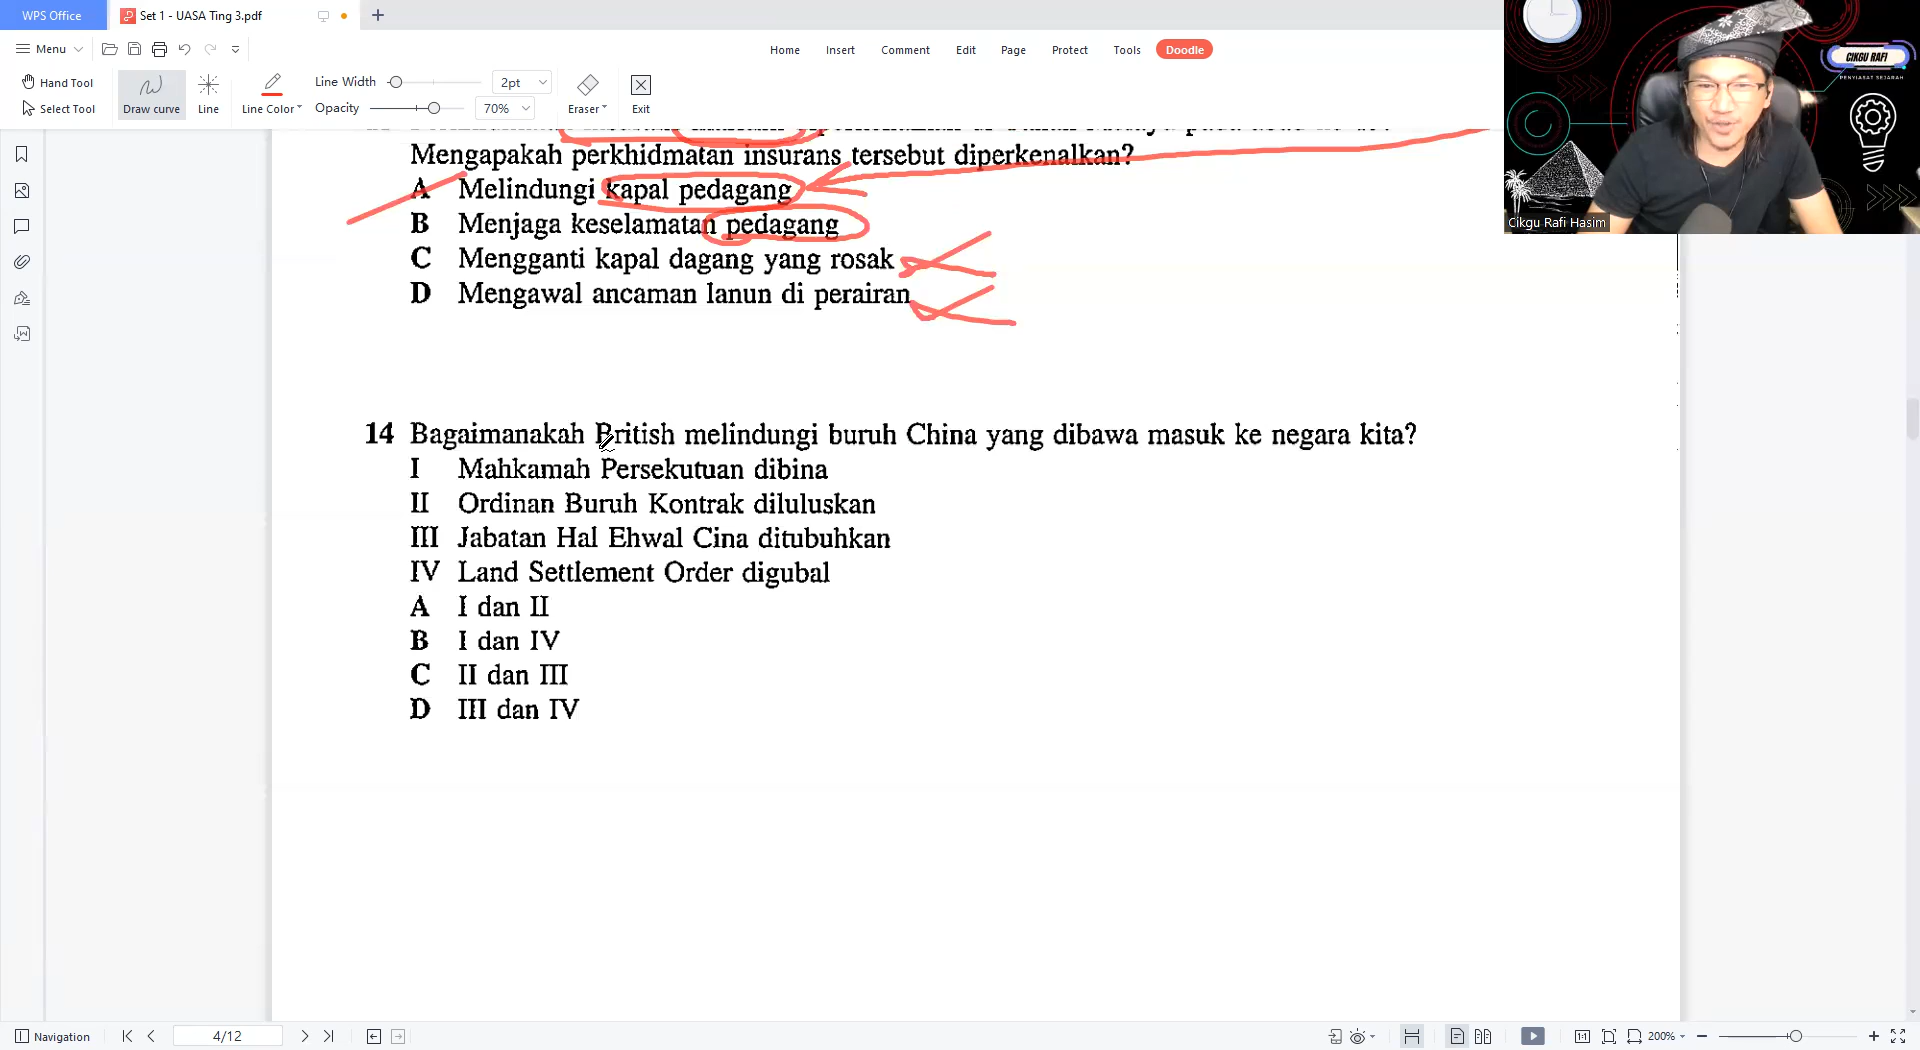 WPS Office
Set 1 - UASA Ting 3.pdf
Menu
Home Insert Comment Edit Page Protect Tools Doodle
Hand Tool
Select Tool
Draw curve
Line
Line Color
Line Width 2pt
Opacity 70%
Eraser
Exit
CIKGU RAFI
PENYIASAT SEJARAH
Cikgu Rafi Hasim
Mengapakah perkhidmatan insurans tersebut diperkenalkan?
A Melindungi kapal pedagang
B Menjaga keselamatan pedagang
C Mengganti kapal dagang yang rosak
D Mengawal ancaman lanun di perairan
14 Bagaimanakah British melindungi buruh China yang dibawa masuk ke negara kita?
I Mahkamah Persekutuan dibina
II Ordinan Buruh Kontrak diluluskan
III Jabatan Hal Ehwal Cina ditubuhkan
IV Land Settlement Order digubal
A I dan II
B I dan IV
C II dan III
D III dan IV
Navigation
4/12
1:1
200%